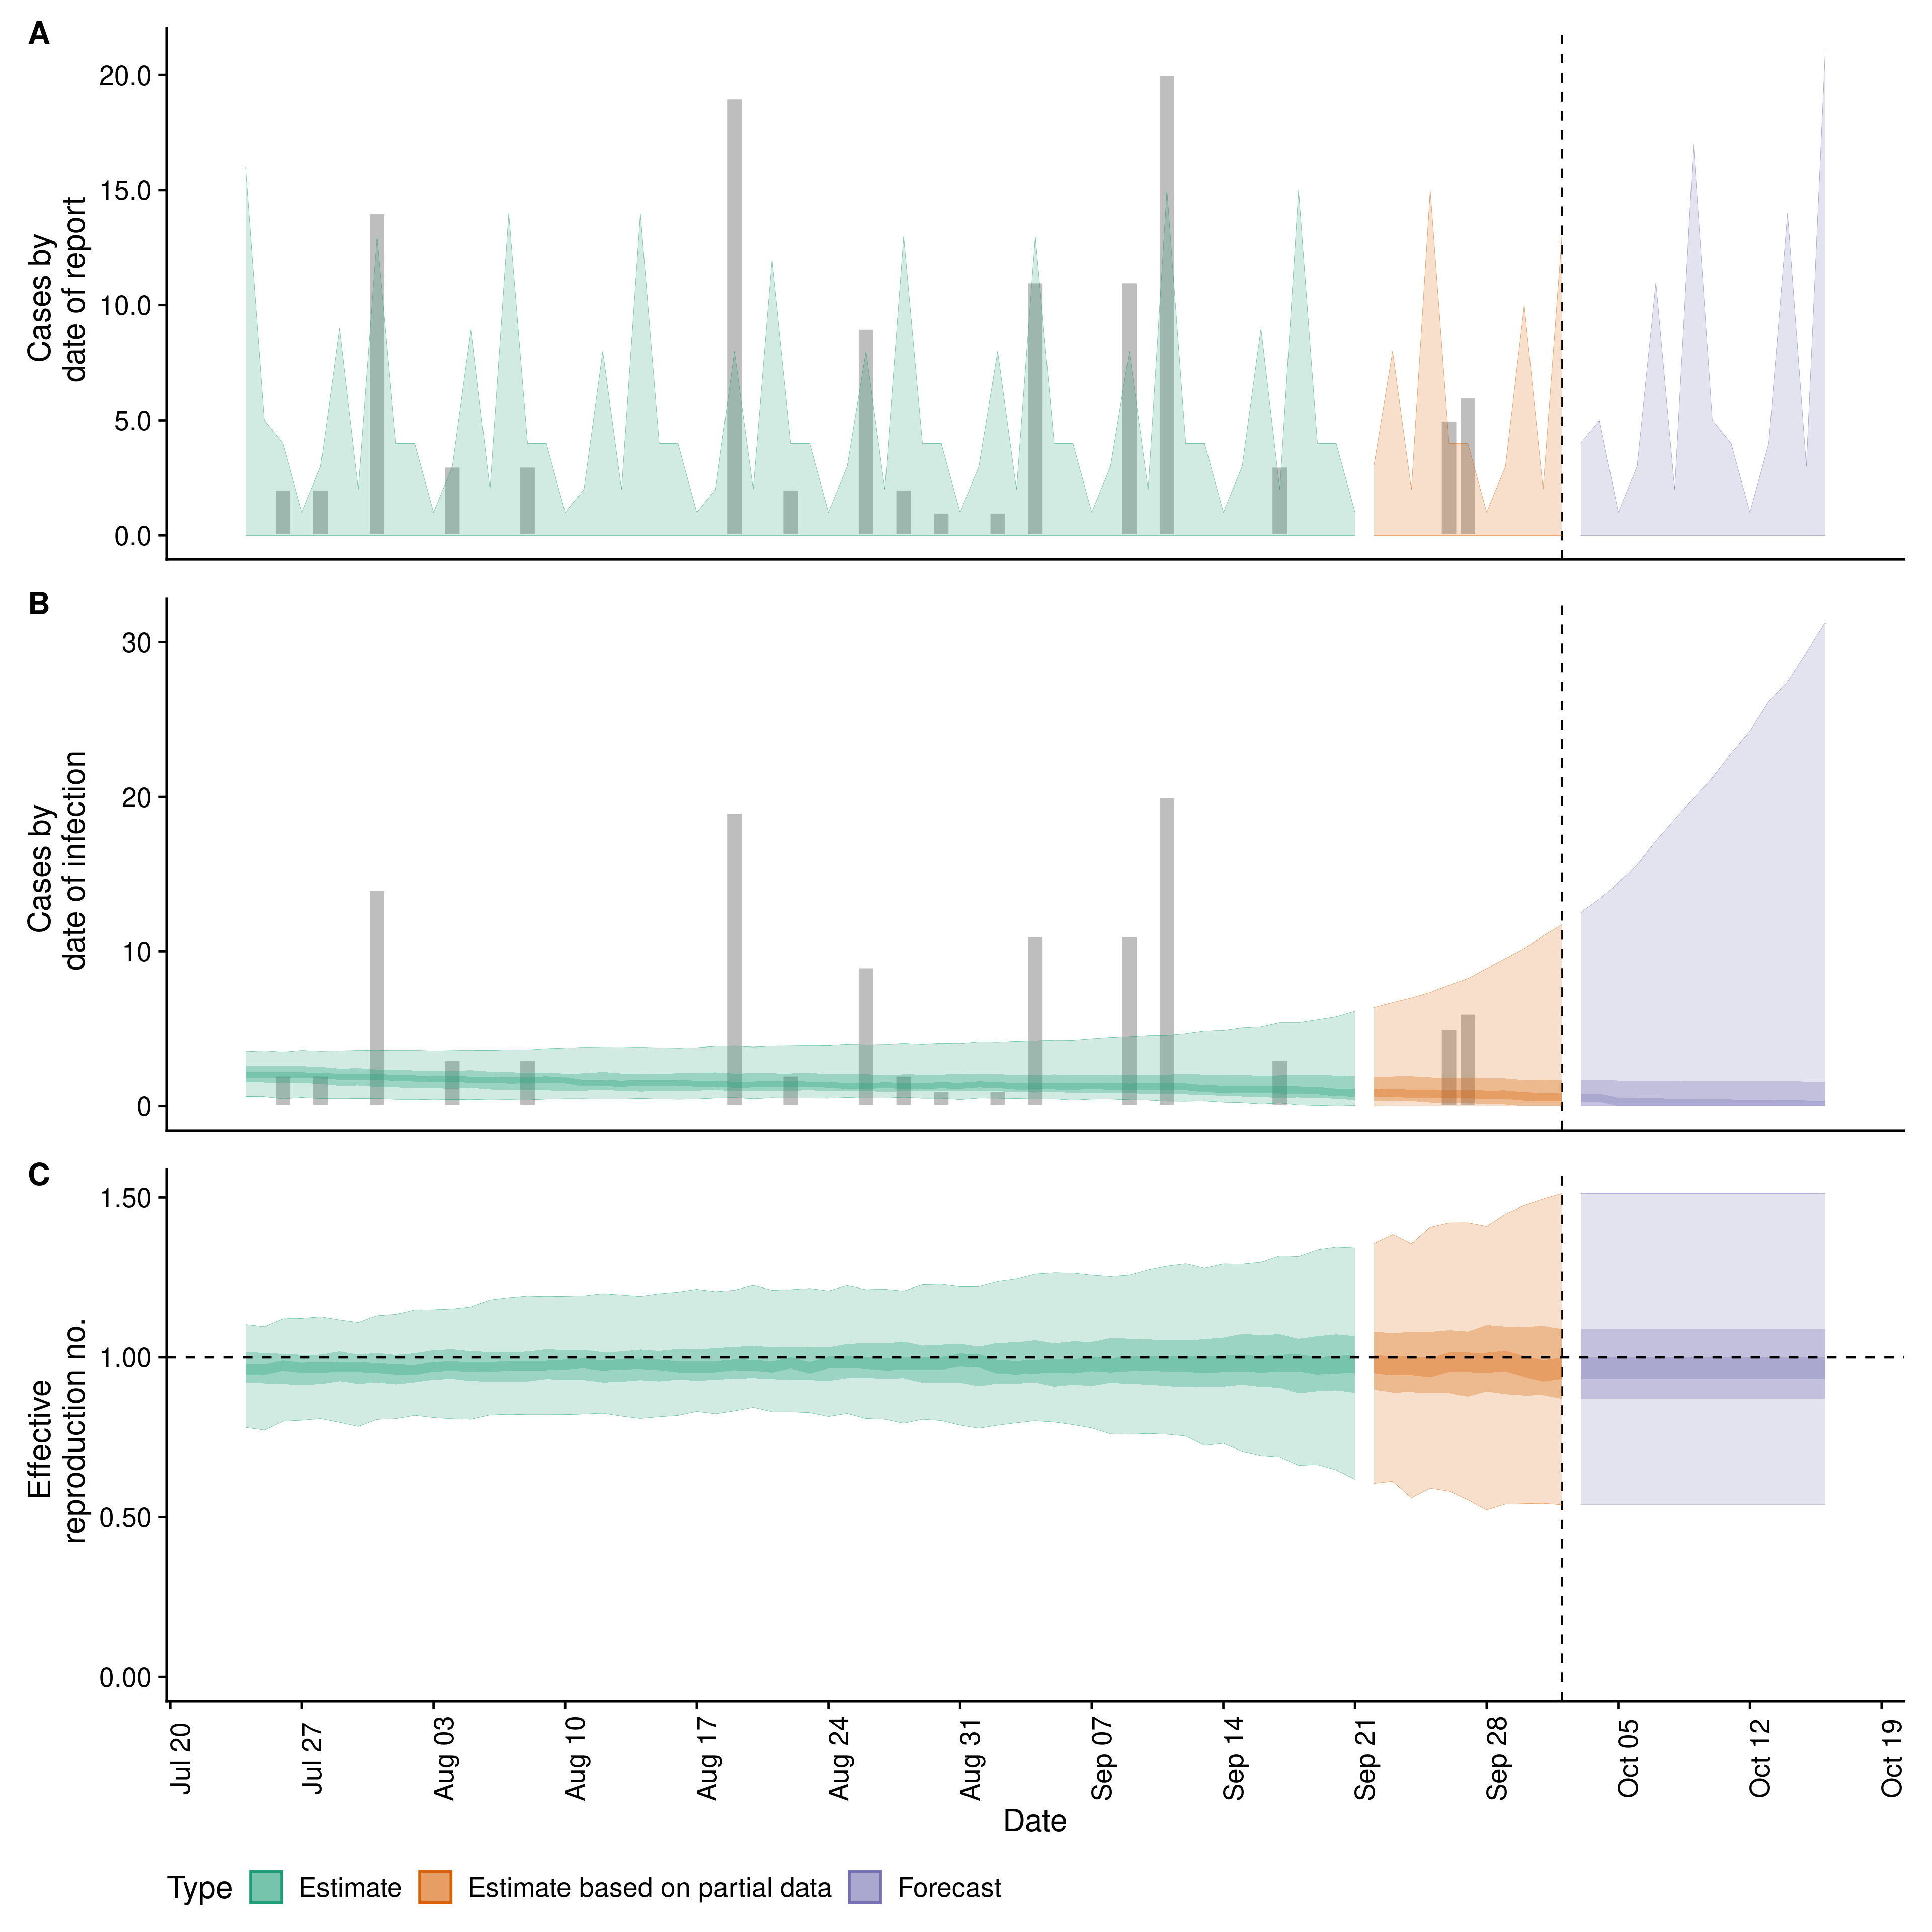 A
Cases by
date of report
20.0
15.0
10.0
5.0
0.0
B
Cases by
date of infection
30
20
10
0
C
Effective
reproduction no.
1.50
1.00
0.50
0.00
Jul 20
Jul 27
Aug 03
Aug 10
Aug 17
Aug 24
Aug 31
Sep 07
Sep 14
Sep 21
Sep 28
Oct 05
Oct 12
Oct 19
Date
Type Estimate Estimate based on partial data Forecast